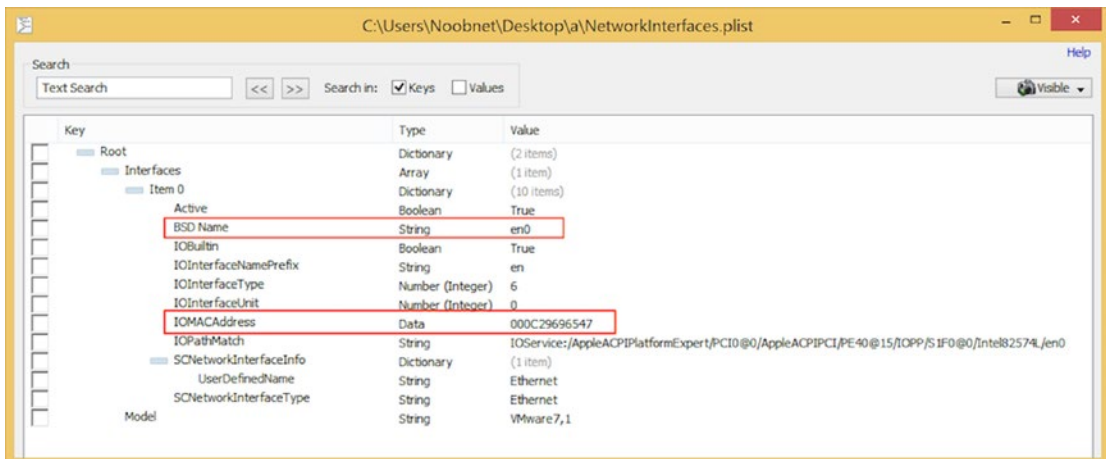 C:\Users\Noobnet\Desktop\a\NetworkInterfaces.plist
Help
Search
Text Search << >> Search in: Keys Values Visible
Key Type Value
Root Dictionary (2 items)
Interfaces Array (1 item)
Item 0 Dictionary (10 items)
Active Boolean True
BSD Name String en0
IOBuiltin Boolean True
IOInterfaceNamePrefix String en
IOInterfaceType Number (Integer) 6
IOInterfaceUnit Number (Integer) 0
IOMACAddress Data 000C29696547
IOPathMatch String IOService:/AppleACPIPlatformExpert/PCI0@0/AppleACPIPCI/PE40@15/IOPP/S1F0@0/Intel82574L/en0
SCNetworkInterfaceInfo Dictionary (1 item)
UserDefinedName String Ethernet
SCNetworkInterfaceType String Ethernet
Model String VMware7,1